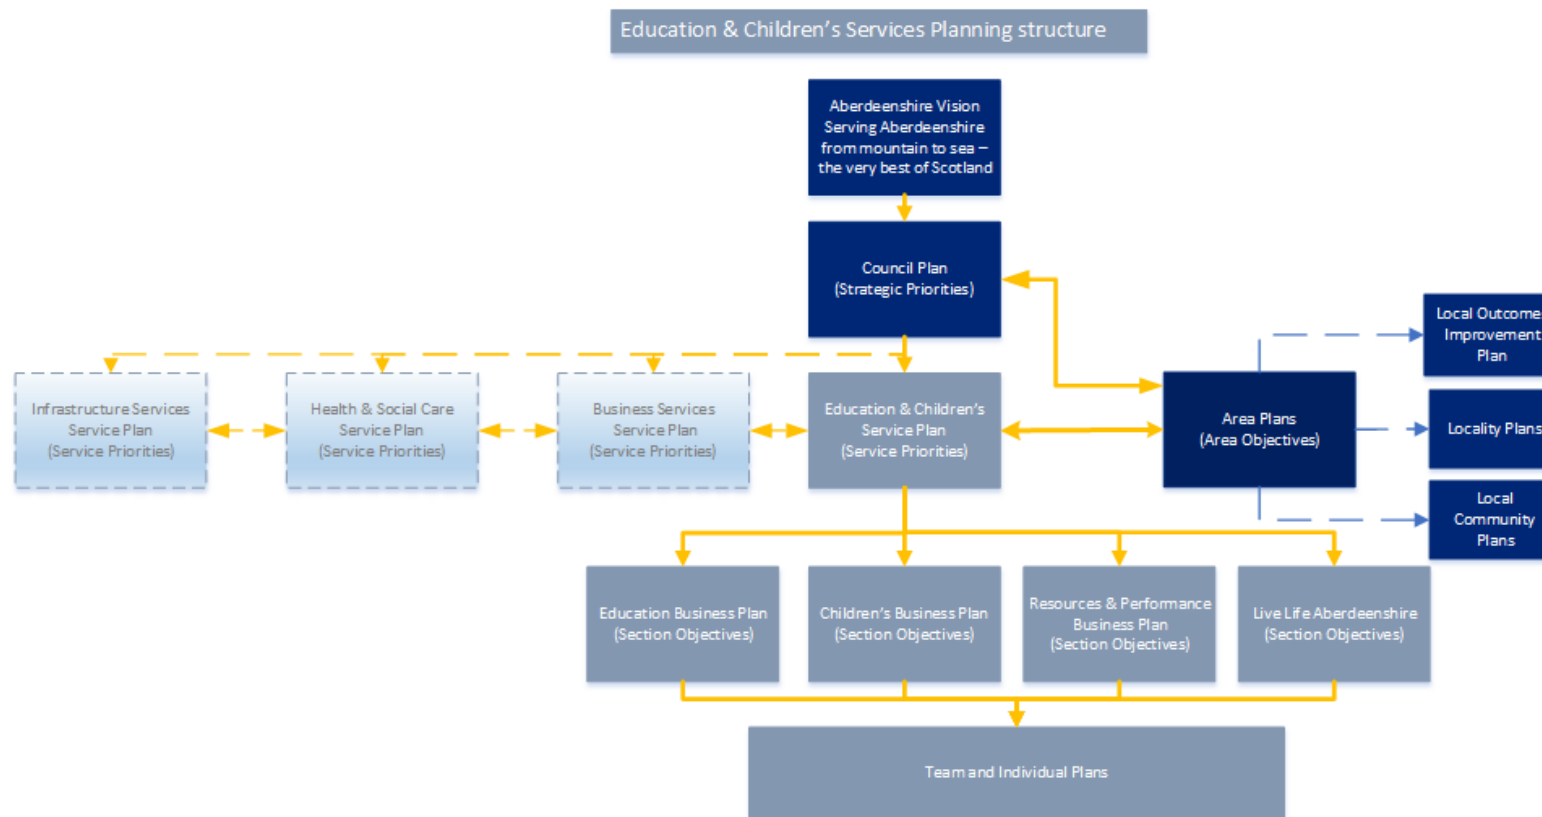 Education & Children's Services Planning structure
Aberdeenshire Vision
Serving Aberdeenshire
from mountain to sea –
the very best of Scotland
Council Plan
(Strategic Priorities)
Local Outcome
Improvement
Plan
Infrastructure Services
Service Plan
(Service Priorities)
Health & Social Care
Service Plan
(Service Priorities)
Business Services
Service Plan
(Service Priorities)
Education & Children's
Service Plan
(Service Priorities)
Area Plans
(Area Objectives)
Locality Plans
Local
Community
Plans
Education Business Plan
(Section Objectives)
Children's Business Plan
(Section Objectives)
Resources & Performance
Business Plan
(Section Objectives)
Live Life Aberdeenshire
(Section Objectives)
Team and Individual Plans